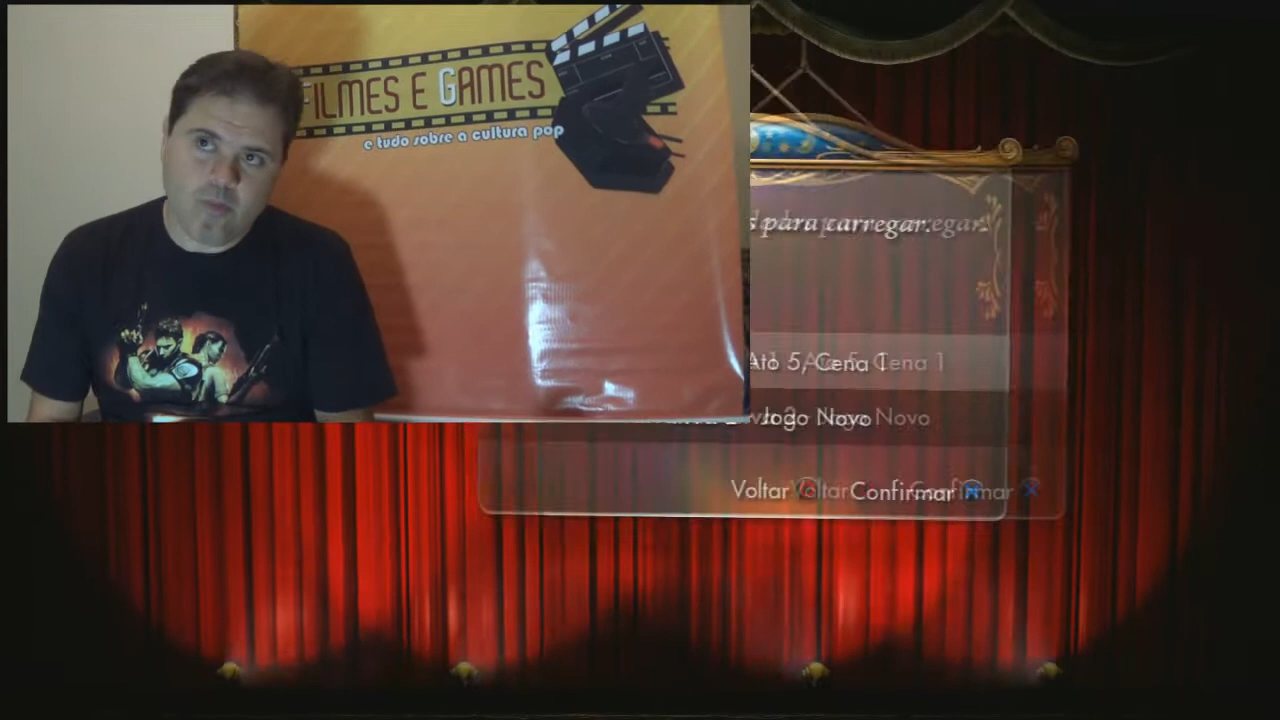 FILMES E GAMES
e tudo sobre a cultura pop
s para carregar.
Ato 5, Cena 1
Jogo Novo
Voltar Confirmar